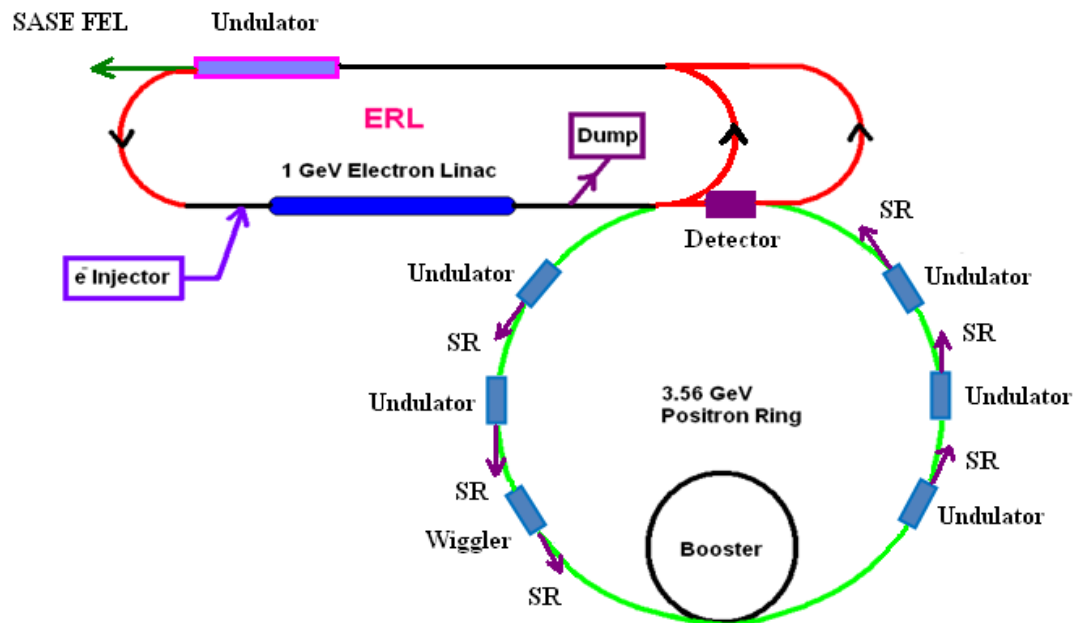 SASE FEL
Undulator
ERL
Dump
1 GeV Electron Linac
e⁻ Injector
Detector
SR
Undulator
Undulator
SR
SR
Undulator
3.56 GeV
Positron Ring
Undulator
SR
SR
Wiggler
Undulator
Booster
SR